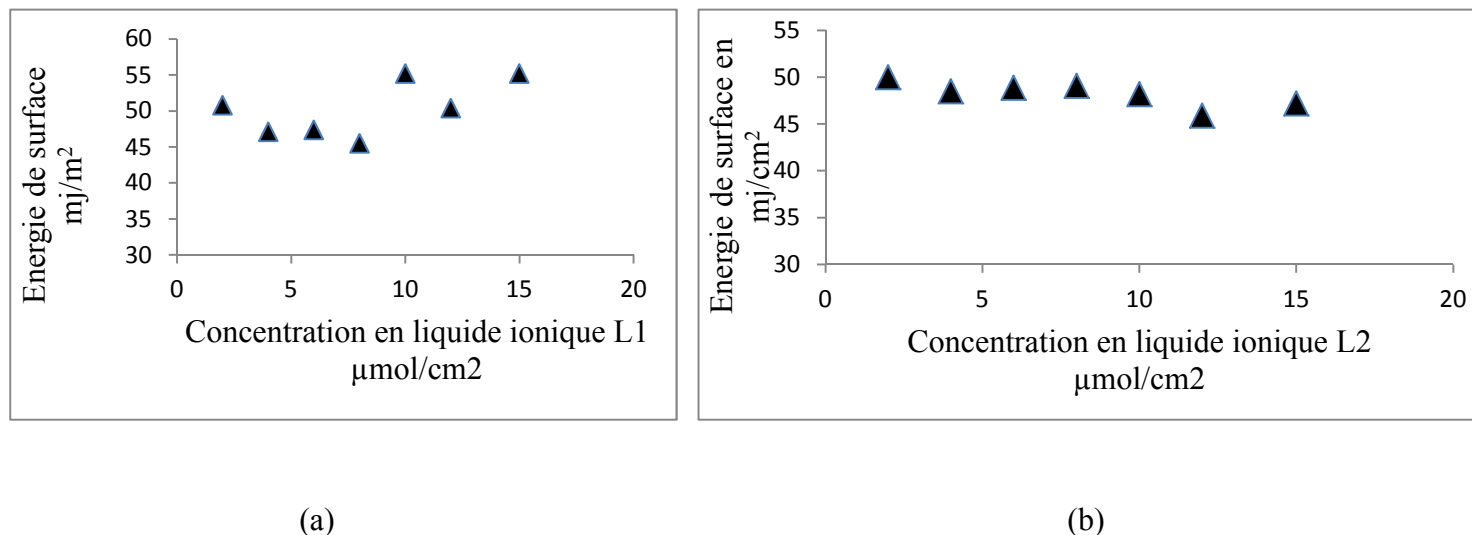 Energie de surface
mj/m²
60
55
50
45
40
35
30
0 5 10 15 20
Concentration en liquide ionique L1
µmol/cm2
(a)
Energie de surface en
mj/cm²
55
50
45
40
35
30
0 5 10 15 20
Concentration en liquide ionique L2
µmol/cm2
(b)